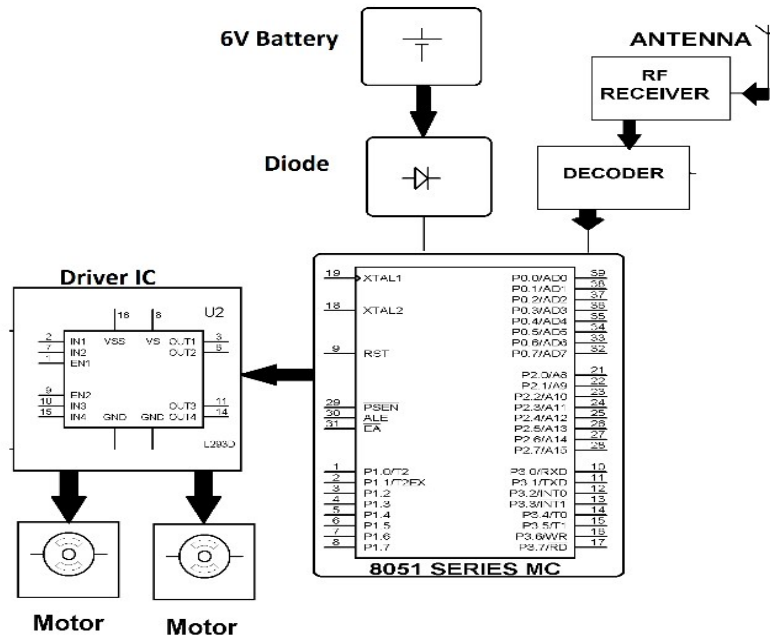 6V Battery
ANTENNA
RF
RECEIVER
Diode
DECODER
Driver IC
U2
16 8
2 IN1 VSS VS OUT1 3
7 IN2 OUT2 6
1 EN1
9 EN2
10 IN3 OUT3 11
15 IN4 GND GND OUT4 14
L293D
19 XTAL1 P0.0/AD0 39
P0.1/AD1 38
P0.2/AD2 37
18 XTAL2 P0.3/AD3 36
P0.4/AD4 35
P0.5/AD5 34
P0.6/AD6 33
9 RST P0.7/AD7 32
P2.0/A8 21
P2.1/A9 22
P2.2/A10 23
29 PSEN P2.3/A11 24
30 ALE P2.4/A12 25
31 EA P2.5/A13 26
P2.6/A14 27
P2.7/A15 28
1 P1.0/T2 P3.0/RXD 10
2 P1.1/T2EX P3.1/TXD 11
3 P1.2 P3.2/INT0 12
4 P1.3 P3.3/INT1 13
5 P1.4 P3.4/T0 14
6 P1.5 P3.5/T1 15
7 P1.6 P3.6/WR 16
8 P1.7 P3.7/RD 17
8051 SERIES MC
Motor
Motor